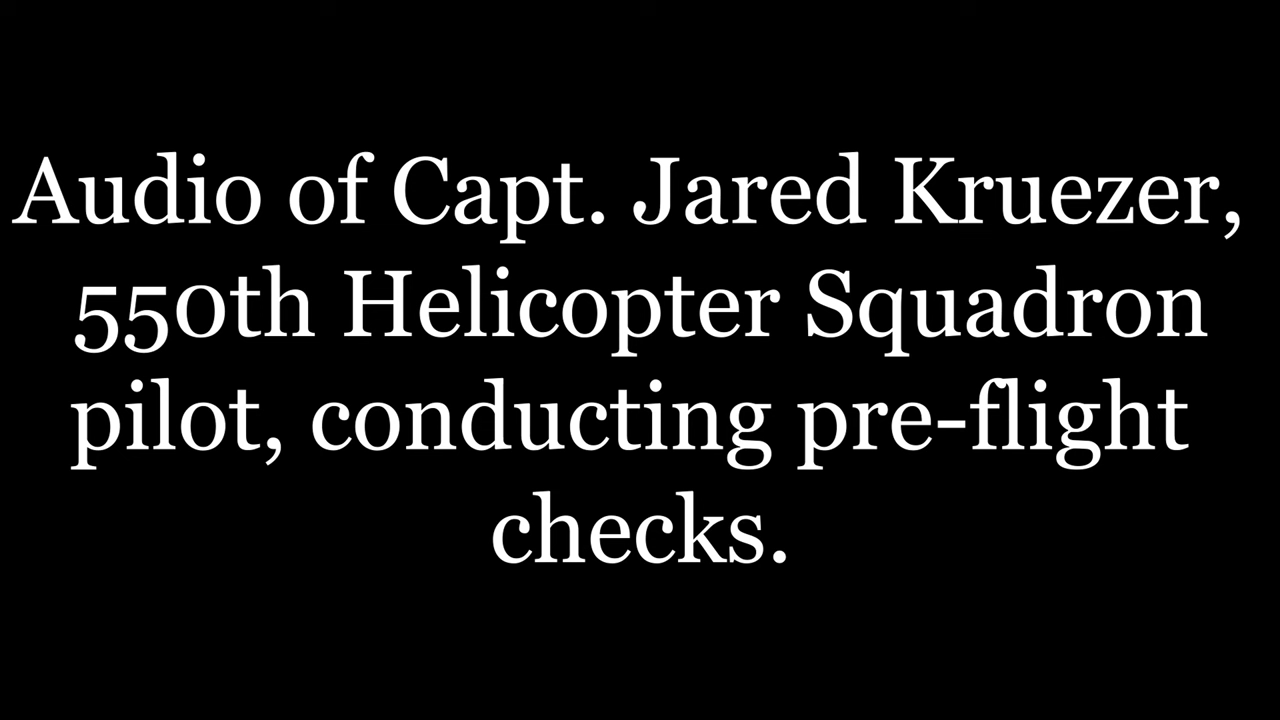 Audio of Capt. Jared Kruezer,
550th Helicopter Squadron
pilot, conducting pre-flight
checks.